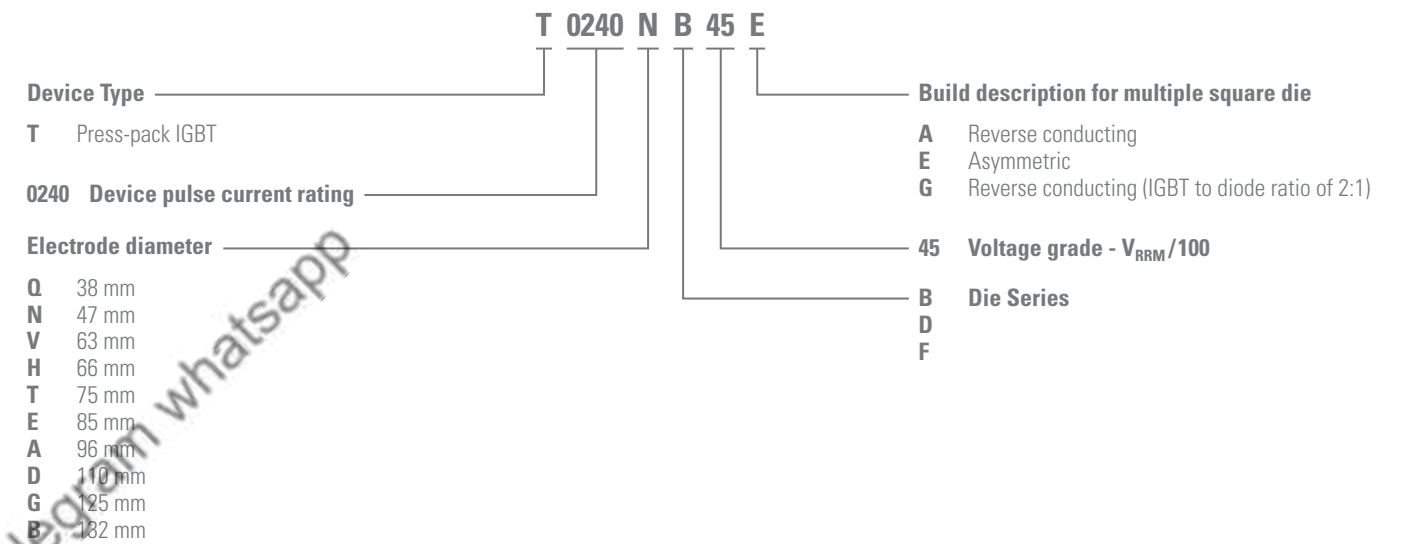 T 0240 N B 45 E
Device Type
T Press-pack IGBT
0240 Device pulse current rating
Electrode diameter
Q 38 mm
N 47 mm
V 63 mm
H 66 mm
T 75 mm
E 85 mm
A 96 mm
D 110 mm
G 125 mm
B 132 mm
Build description for multiple square die
A Reverse conducting
E Asymmetric
G Reverse conducting (IGBT to diode ratio of 2:1)
45 Voltage grade - VRRM/100
B Die Series
D
F
whatsapp